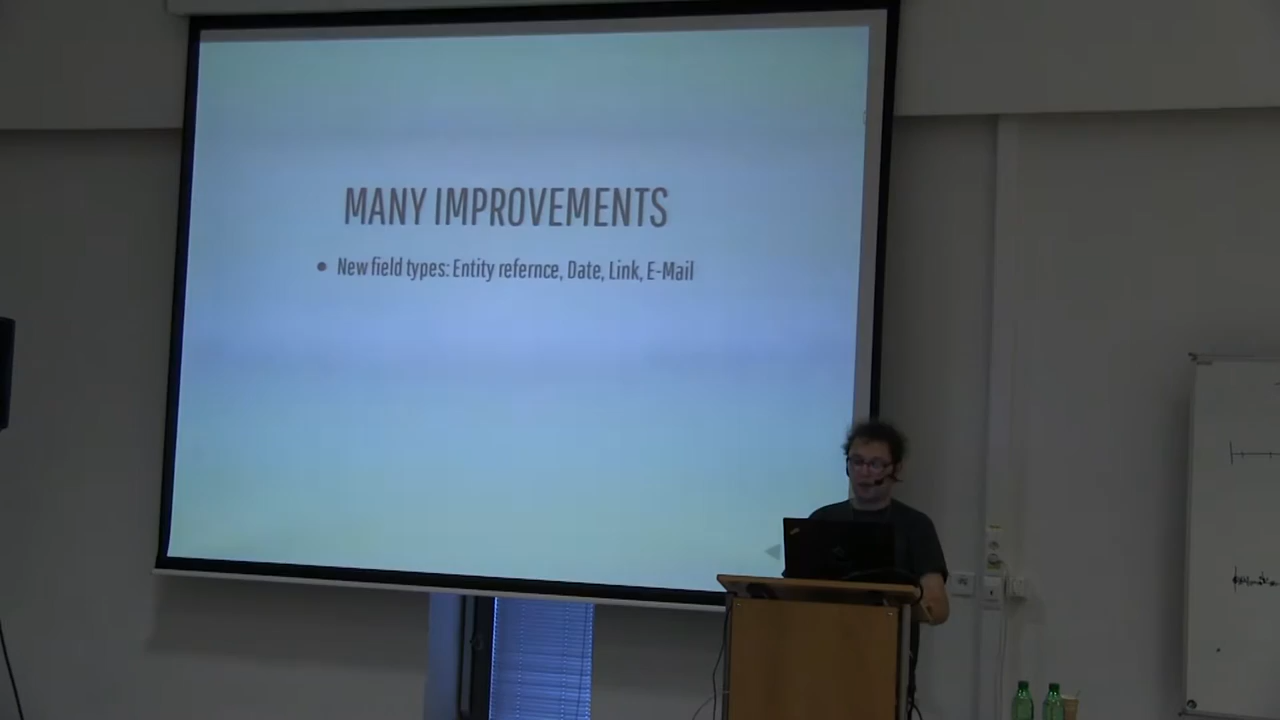 MANY IMPROVEMENTS
• New field types: Entity refernce, Date, Link, E-Mail